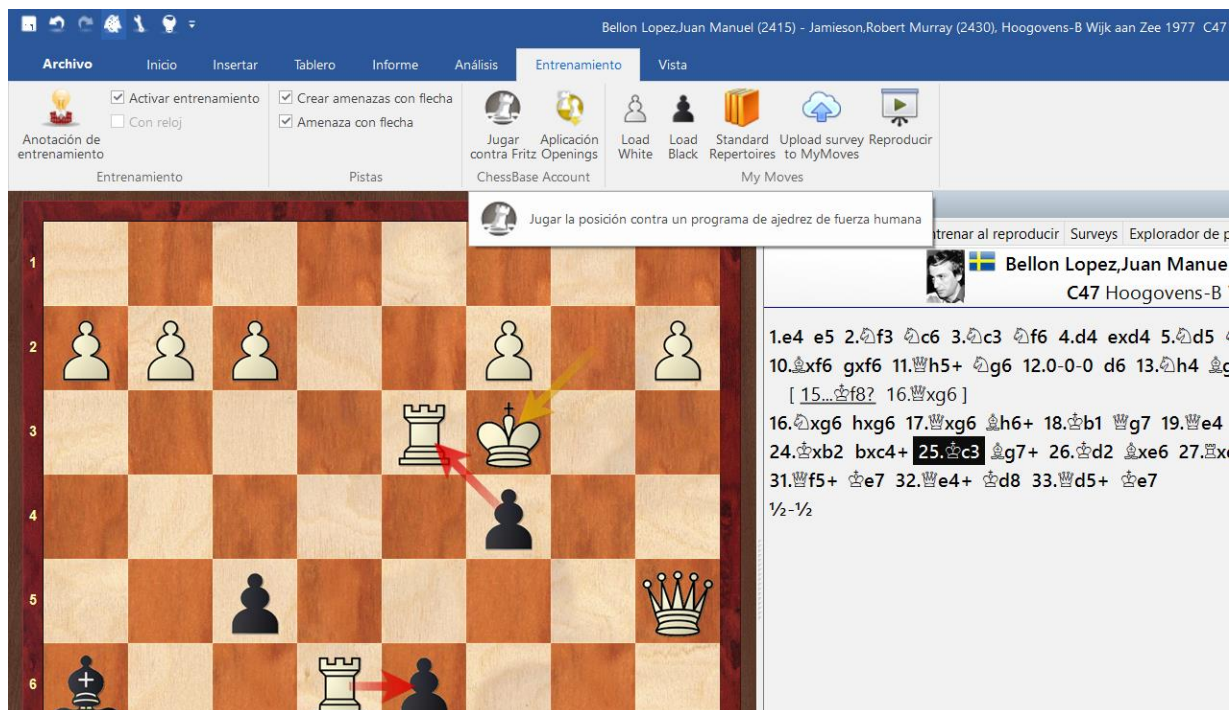 Bellon Lopez,Juan Manuel (2415) - Jamieson,Robert Murray (2430), Hoogovens-B Wijk aan Zee 1977 C47
Archivo Inicio Insertar Tablero Informe Análisis Entrenamiento Vista
Anotación de entrenamiento
Activar entrenamiento
Con reloj
Entrenamiento
Crear amenazas con flecha
Amenaza con flecha
Pistas
Jugar contra Fritz
Aplicación Openings
ChessBase Account
Load White
Load Black
Standard Repertoires
Upload survey to MyMoves
Reproducir
My Moves
Jugar la posición contra un programa de ajedrez de fuerza humana
trenar al reproducir Surveys Explorador de p
Bellon Lopez,Juan Manue
C47 Hoogovens-B
1.e4 e5 2.♘f3 ♘c6 3.♘c3 ♘f6 4.d4 exd4 5.♘d5
10.♗xf6 gxf6 11.♕h5+ ♘g6 12.0-0-0 d6 13.♘h4 ♗g
[ 15...♔f8? 16.♕xg6 ]
16.♘xg6 hxg6 17.♕xg6 ♗h6+ 18.♔b1 ♕g7 19.♕e4
24.♔xb2 bxc4+ 25.♔c3 ♗g7+ 26.♔d2 ♗xe6 27.♖xe
31.♕f5+ ♔e7 32.♕e4+ ♔d8 33.♕d5+ ♔e7
½-½
1
2
3
4
5
6